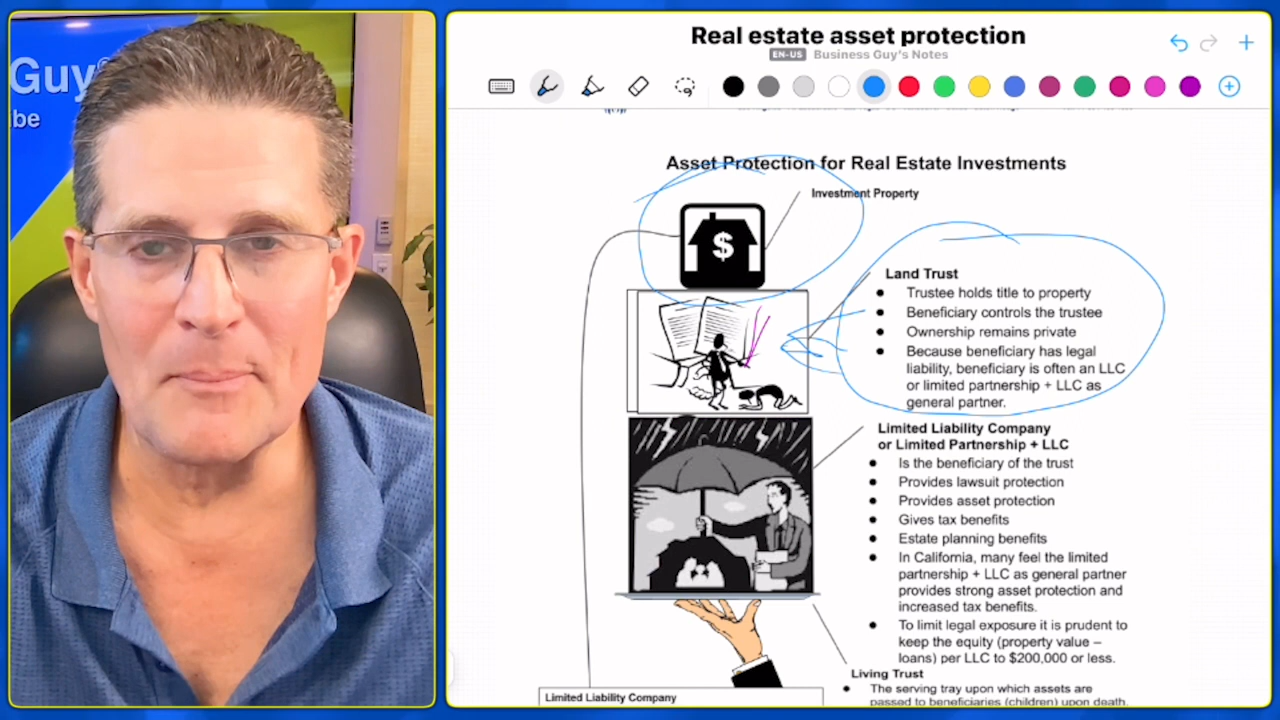 Guy
be
Real estate asset protection
EN-US Business Guy's Notes
Asset Protection for Real Estate Investments
Investment Property
$
Land Trust
• Trustee holds title to property
• Beneficiary controls the trustee
• Ownership remains private
• Because beneficiary has legal
liability, beneficiary is often an LLC
or limited partnership + LLC as
general partner.
Limited Liability Company
or Limited Partnership + LLC
• Is the beneficiary of the trust
• Provides lawsuit protection
• Provides asset protection
• Gives tax benefits
• Estate planning benefits
• In California, many feel the limited
partnership + LLC as general partner
provides strong asset protection and
increased tax benefits.
• To limit legal exposure it is prudent to
keep the equity (property value –
loans) per LLC to $200,000 or less.
Living Trust
• The serving tray upon which assets are
passed to beneficiaries (children) upon death.
Limited Liability Company